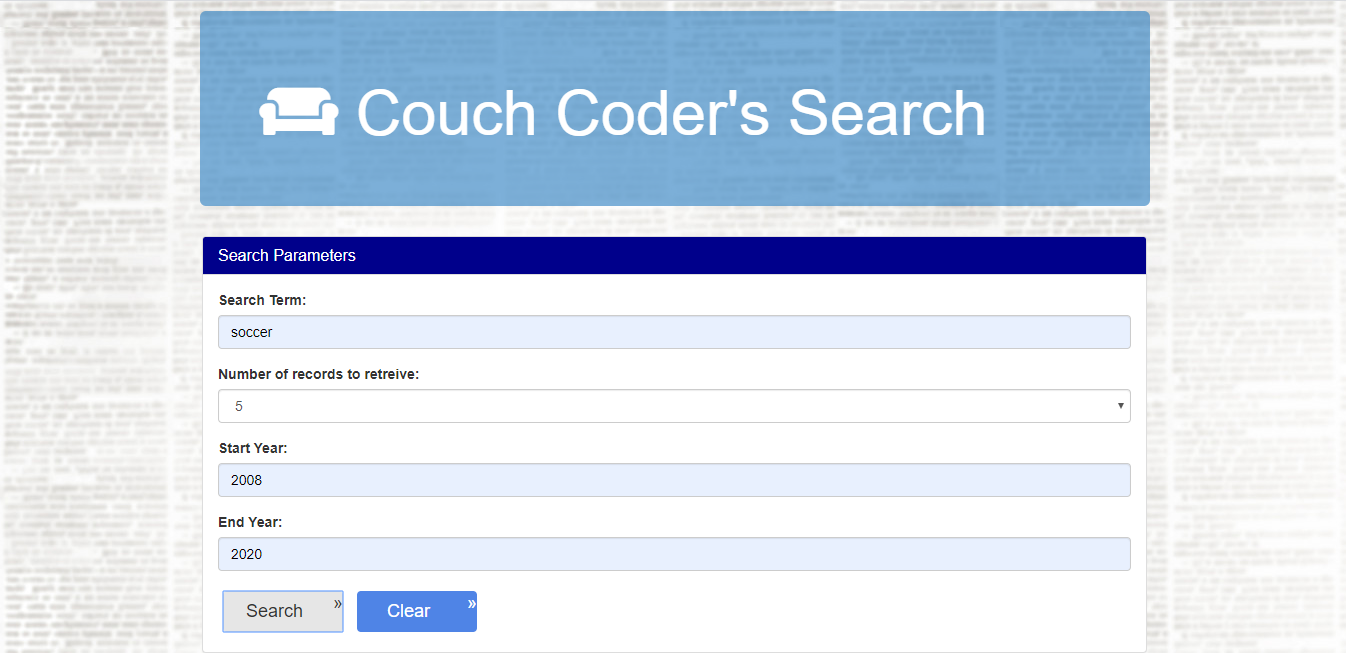 Couch Coder's Search
Search Parameters
Search Term:
soccer
Number of records to retreive:
5
Start Year:
2008
End Year:
2020
Search »
Clear »